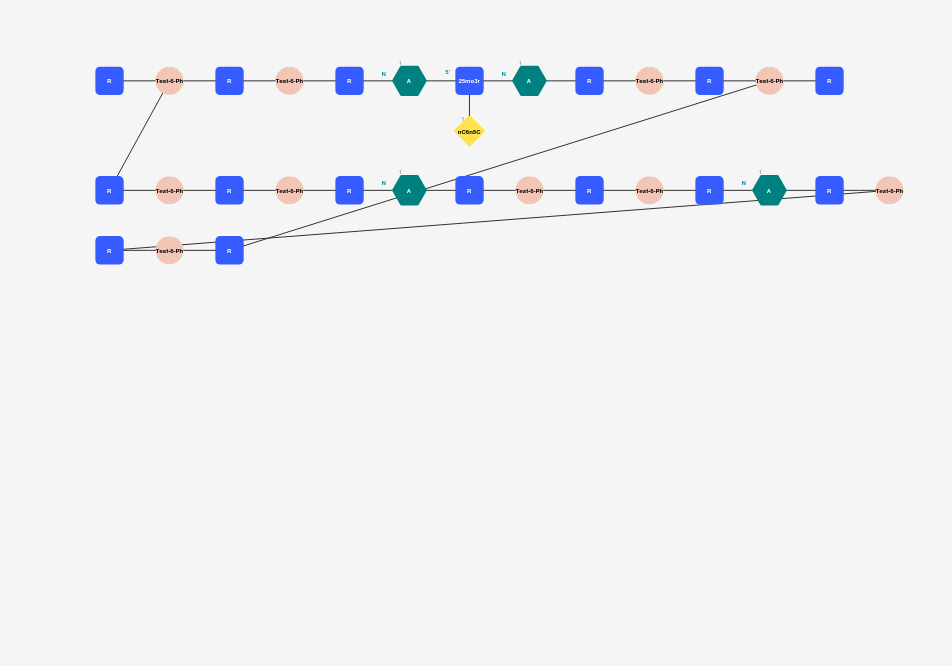 R Test-6-Ph R Test-6-Ph R N 1 A 5' 25mo3r N 1 A R Test-6-Ph R Test-6-Ph R
1 nC6n5C
R Test-6-Ph R Test-6-Ph R N 1 A R Test-6-Ph R Test-6-Ph R N 1 A R Test-6-Ph
R Test-6-Ph R